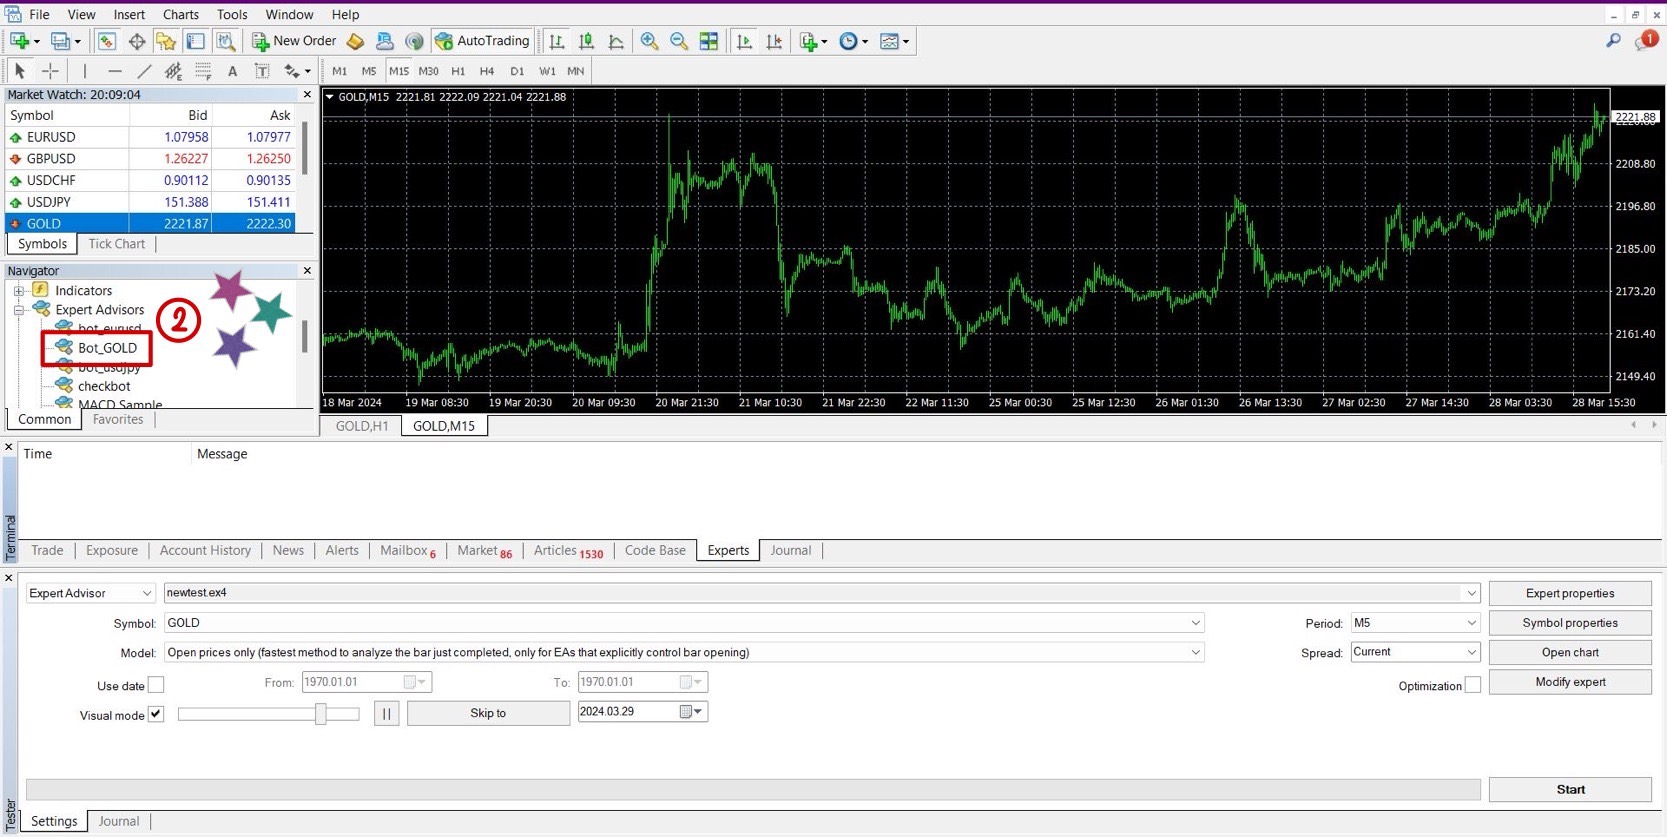 File View Insert Charts Tools Window Help
New Order AutoTrading 1
A T M1 M5 M15 M30 H1 H4 D1 W1 MN
Market Watch: 20:09:04
Symbol Bid Ask
EURUSD 1.07958 1.07977
GBPUSD 1.26227 1.26250
USDCHF 0.90112 0.90135
USDJPY 151.388 151.411
GOLD 2221.87 2222.30
Symbols Tick Chart
Navigator
Indicators
Expert Advisors
2
bot_eurusd
Bot_GOLD
bot_usdjpy
checkbot
MACD Sample
Common Favorites
GOLD,M15 2221.81 2222.09 2221.04 2221.88
2221.88
2208.80
2196.80
2185.00
2173.20
2161.40
2149.40
18 Mar 2024 19 Mar 08:30 19 Mar 20:30 20 Mar 09:30 20 Mar 21:30 21 Mar 10:30 21 Mar 22:30 22 Mar 11:30 25 Mar 00:30 25 Mar 12:30 26 Mar 01:30 26 Mar 13:30 27 Mar 02:30 27 Mar 14:30 28 Mar 03:30 28 Mar 15:30
GOLD,H1 GOLD,M15
Time Message
Terminal
Trade Exposure Account History News Alerts Mailbox 6 Market 86 Articles 1530 Code Base Experts Journal
Expert Advisor newtest.ex4 Expert properties
Symbol: GOLD Period: M5 Symbol properties
Model: Open prices only (fastest method to analyze the bar just completed, only for EAs that explicitly control bar opening) Spread: Current Open chart
Use date From: 1970.01.01 To: 1970.01.01 Optimization Modify expert
Visual mode Skip to 2024.03.29
Start
Tester
Settings Journal